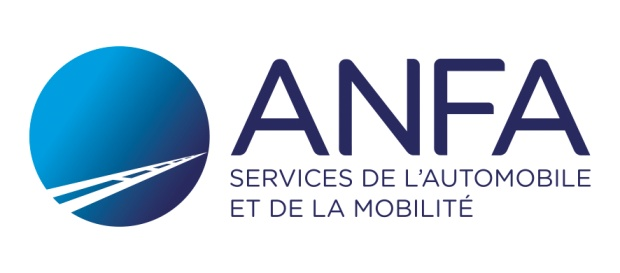 ANFA
SERVICES DE L'AUTOMOBILE
ET DE LA MOBILITÉ